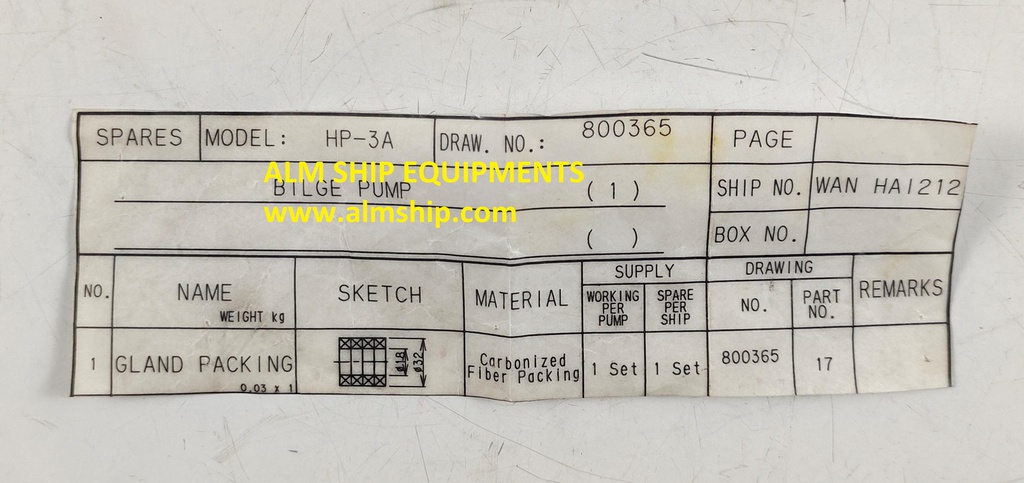 SPARES MODEL: HP-3A DRAW. NO.: 800365 PAGE
ALM SHIP EQUIPMENTS
BILGE PUMP ( 1 ) SHIP NO. WAN HAI212
www.almship.com
( ) BOX NO.
NO. NAME SKETCH MATERIAL SUPPLY DRAWING REMARKS
WEIGHT kg WORKING PER PUMP SPARE PER SHIP NO. PART NO.
1 GLAND PACKING ø18 ø32 Carbonized Fiber Packing 1 Set 1 Set 800365 17
0.03 x 1